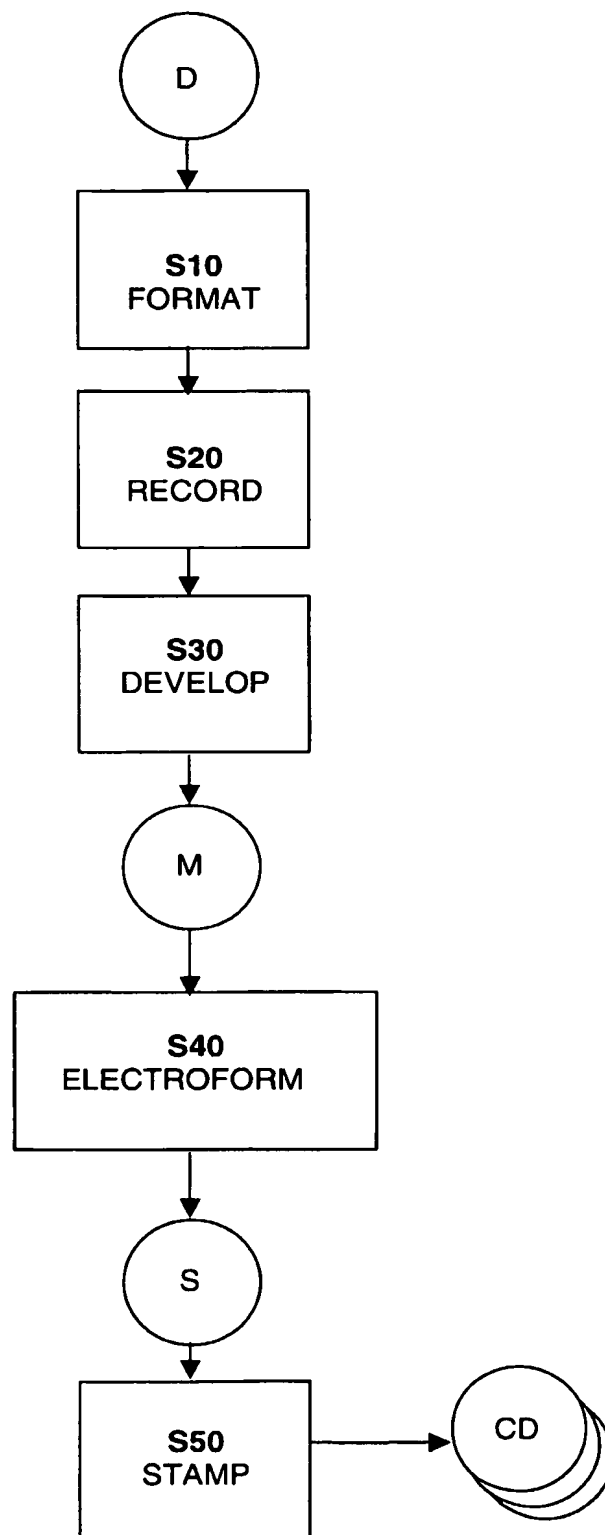 D
S10
FORMAT
S20
RECORD
S30
DEVELOP
M
S40
ELECTROFORM
S
S50
STAMP
CD